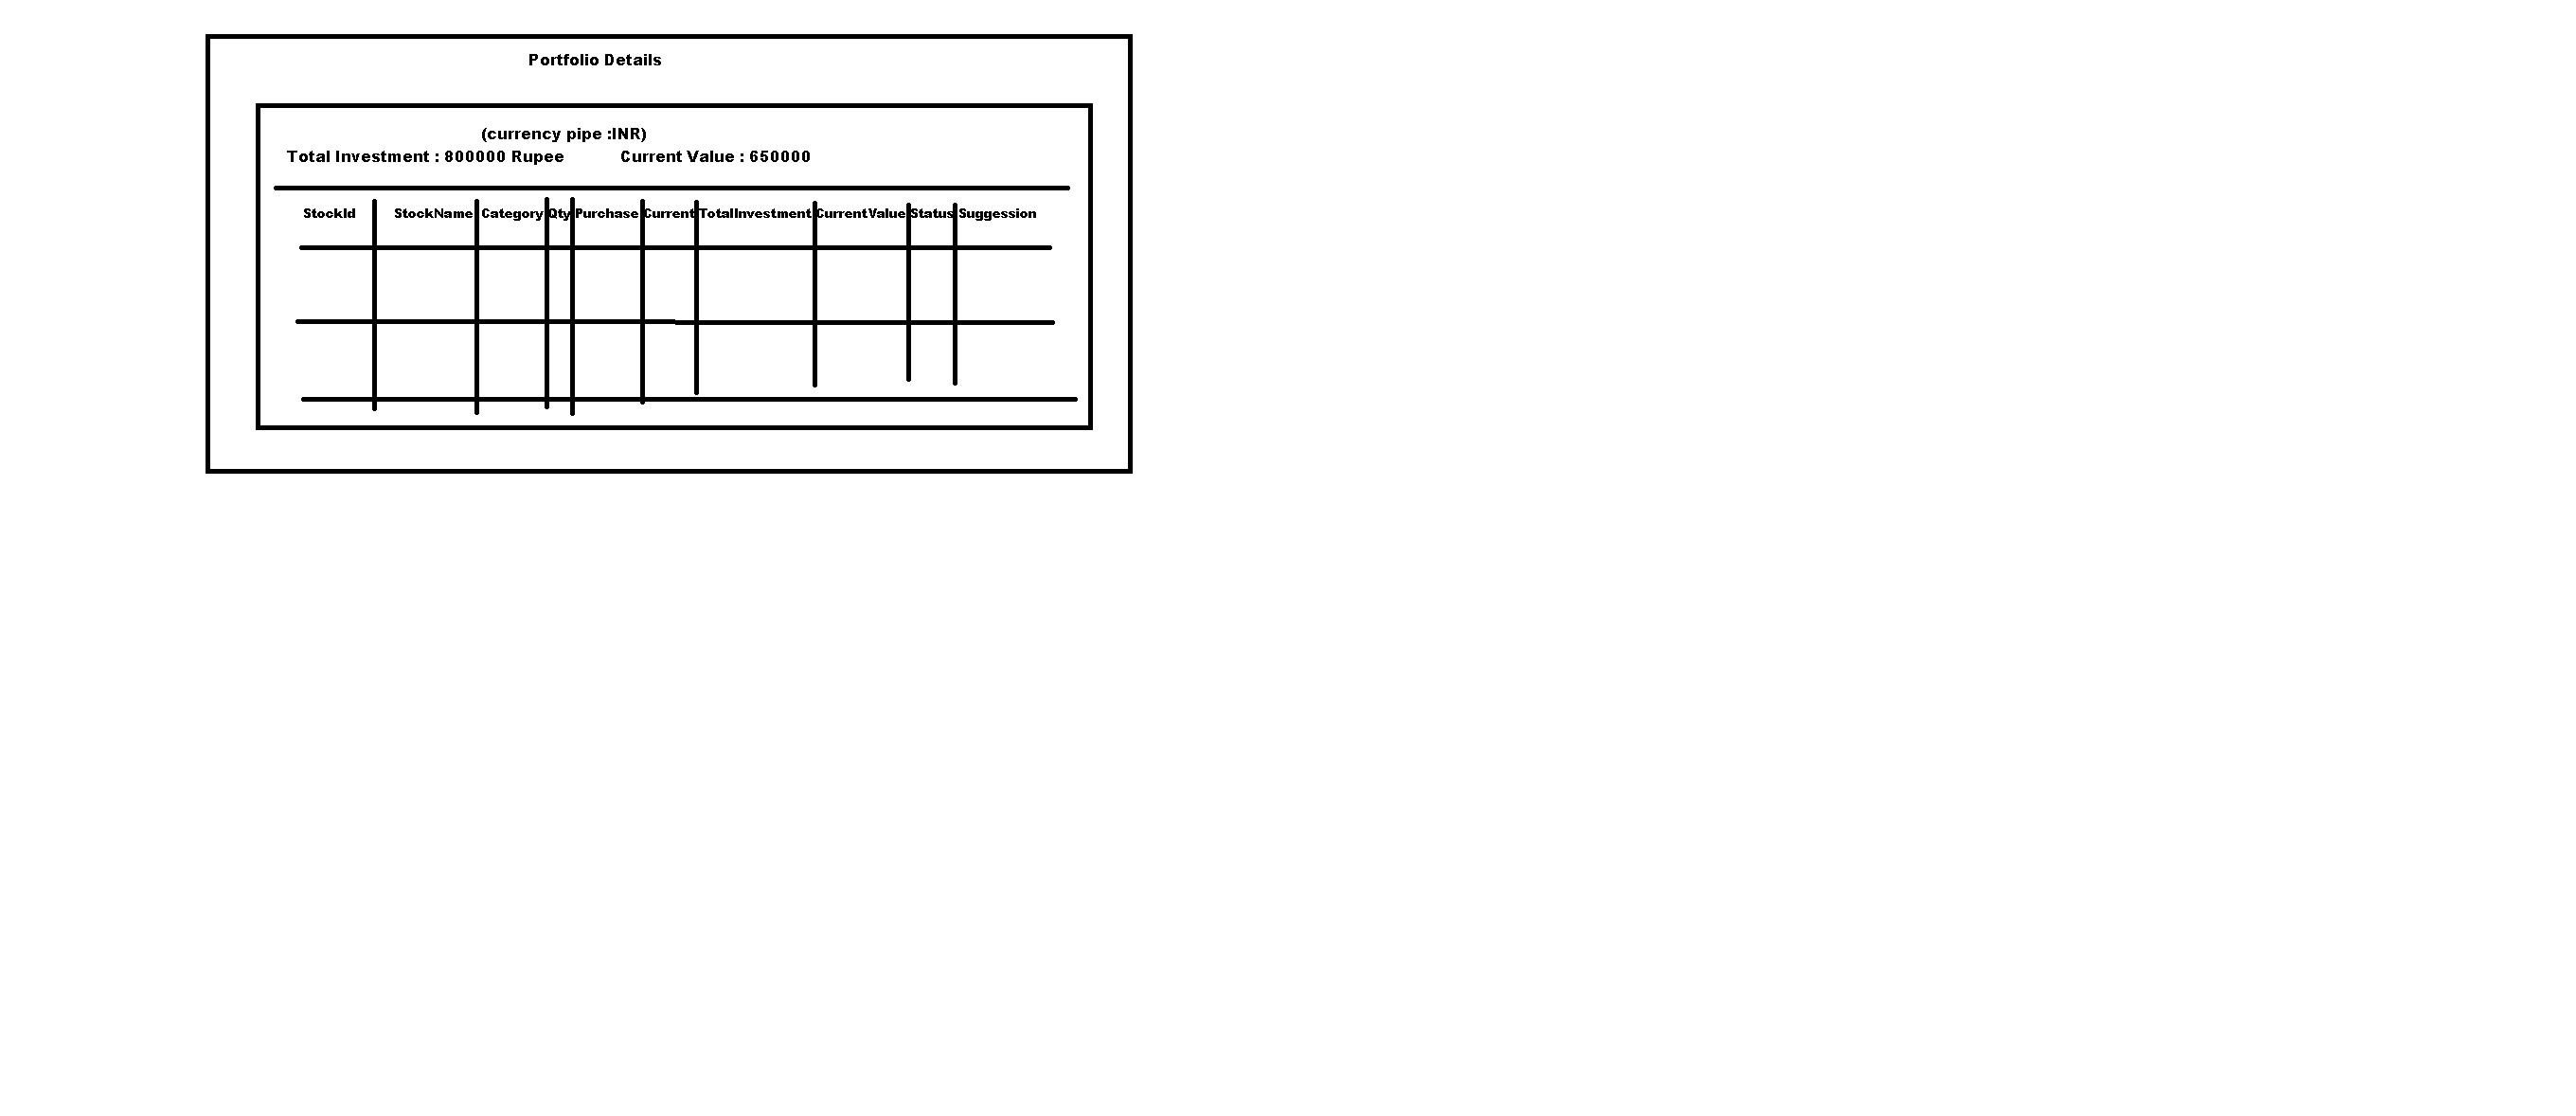 Portfolio Details
(currency pipe :INR)
Total Investment : 800000 Rupee Current Value : 650000
StockId StockName Category Qty Purchase Current TotalInvestment CurrentValue Status Suggession